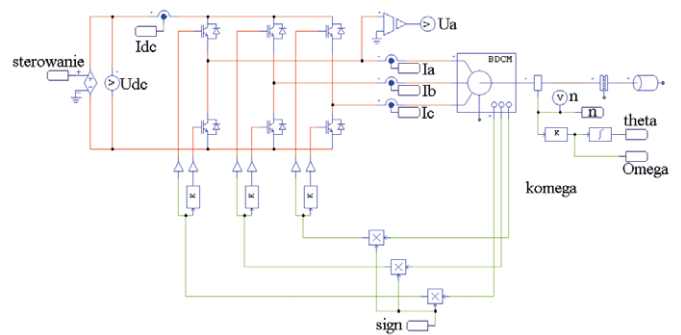 Ua
Idc
sterowanie
Udc
Ia
BDCM
Ib
Ic
V
n
n
theta
K
Omega
komega
K
K
K
sign